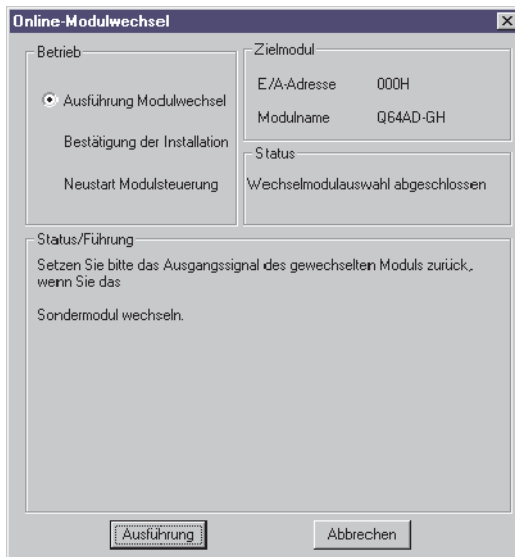 Online-Modulwechsel
Betrieb
Ausführung Modulwechsel
Bestätigung der Installation
Neustart Modulsteuerung
Zielmodul
E/A-Adresse 000H
Modulname Q64AD-GH
Status
Wechselmodulauswahl abgeschlossen
Status/Führung
Setzen Sie bitte das Ausgangssignal des gewechselten Moduls zurück,
wenn Sie das
Sondermodul wechseln.
Ausführung Abbrechen